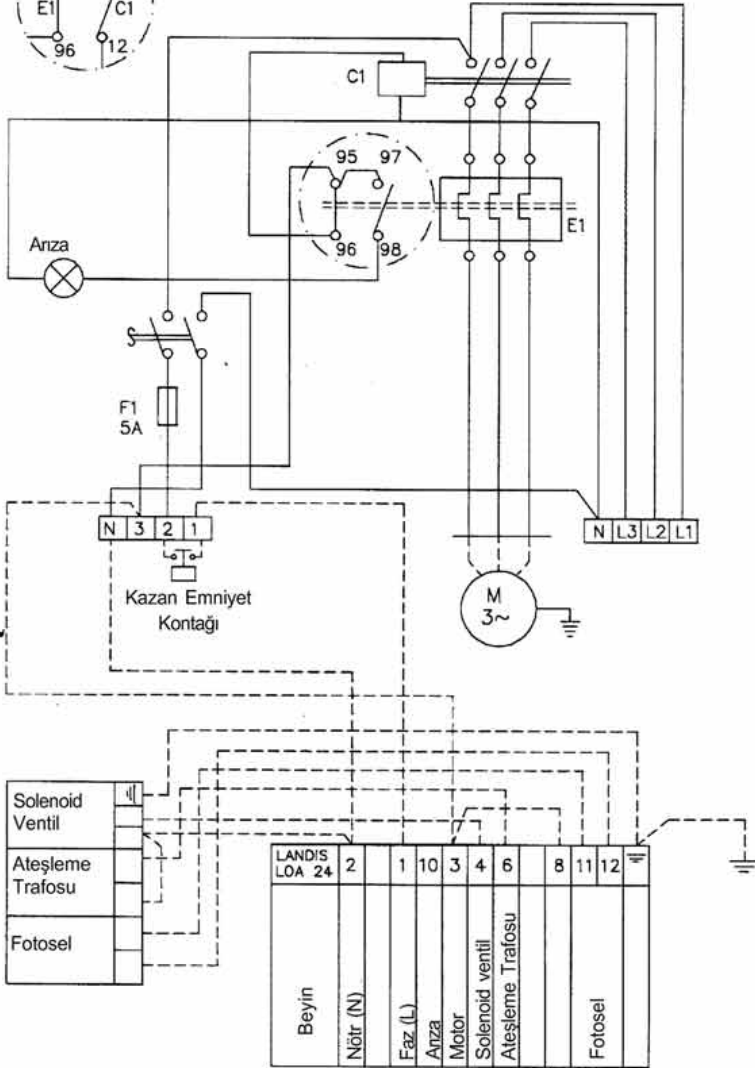 E1
C1
96
12
C1
95
97
96
98
E1
Arıza
F1
5A
N 3 2 1
N L3 L2 L1
Kazan Emniyet
Kontağı
M
3~
Solenoid
Ventil
Ateşleme
Trafosu
Fotosel
LANDIS
LOA 24
2 1 10 3 4 6 8 11 12
Beyin
Nötr (N)
Faz (L)
Arıza
Motor
Solenoid ventil
Ateşleme Trafosu
Fotosel